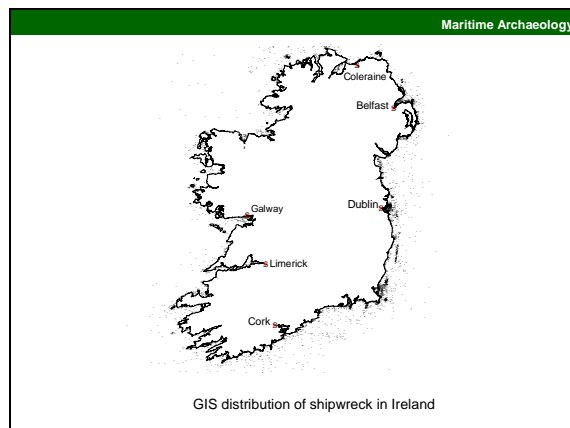 Maritime Archaeology
Coleraine
Belfast
Galway
Dublin
Limerick
Cork
GIS distribution of shipwreck in Ireland